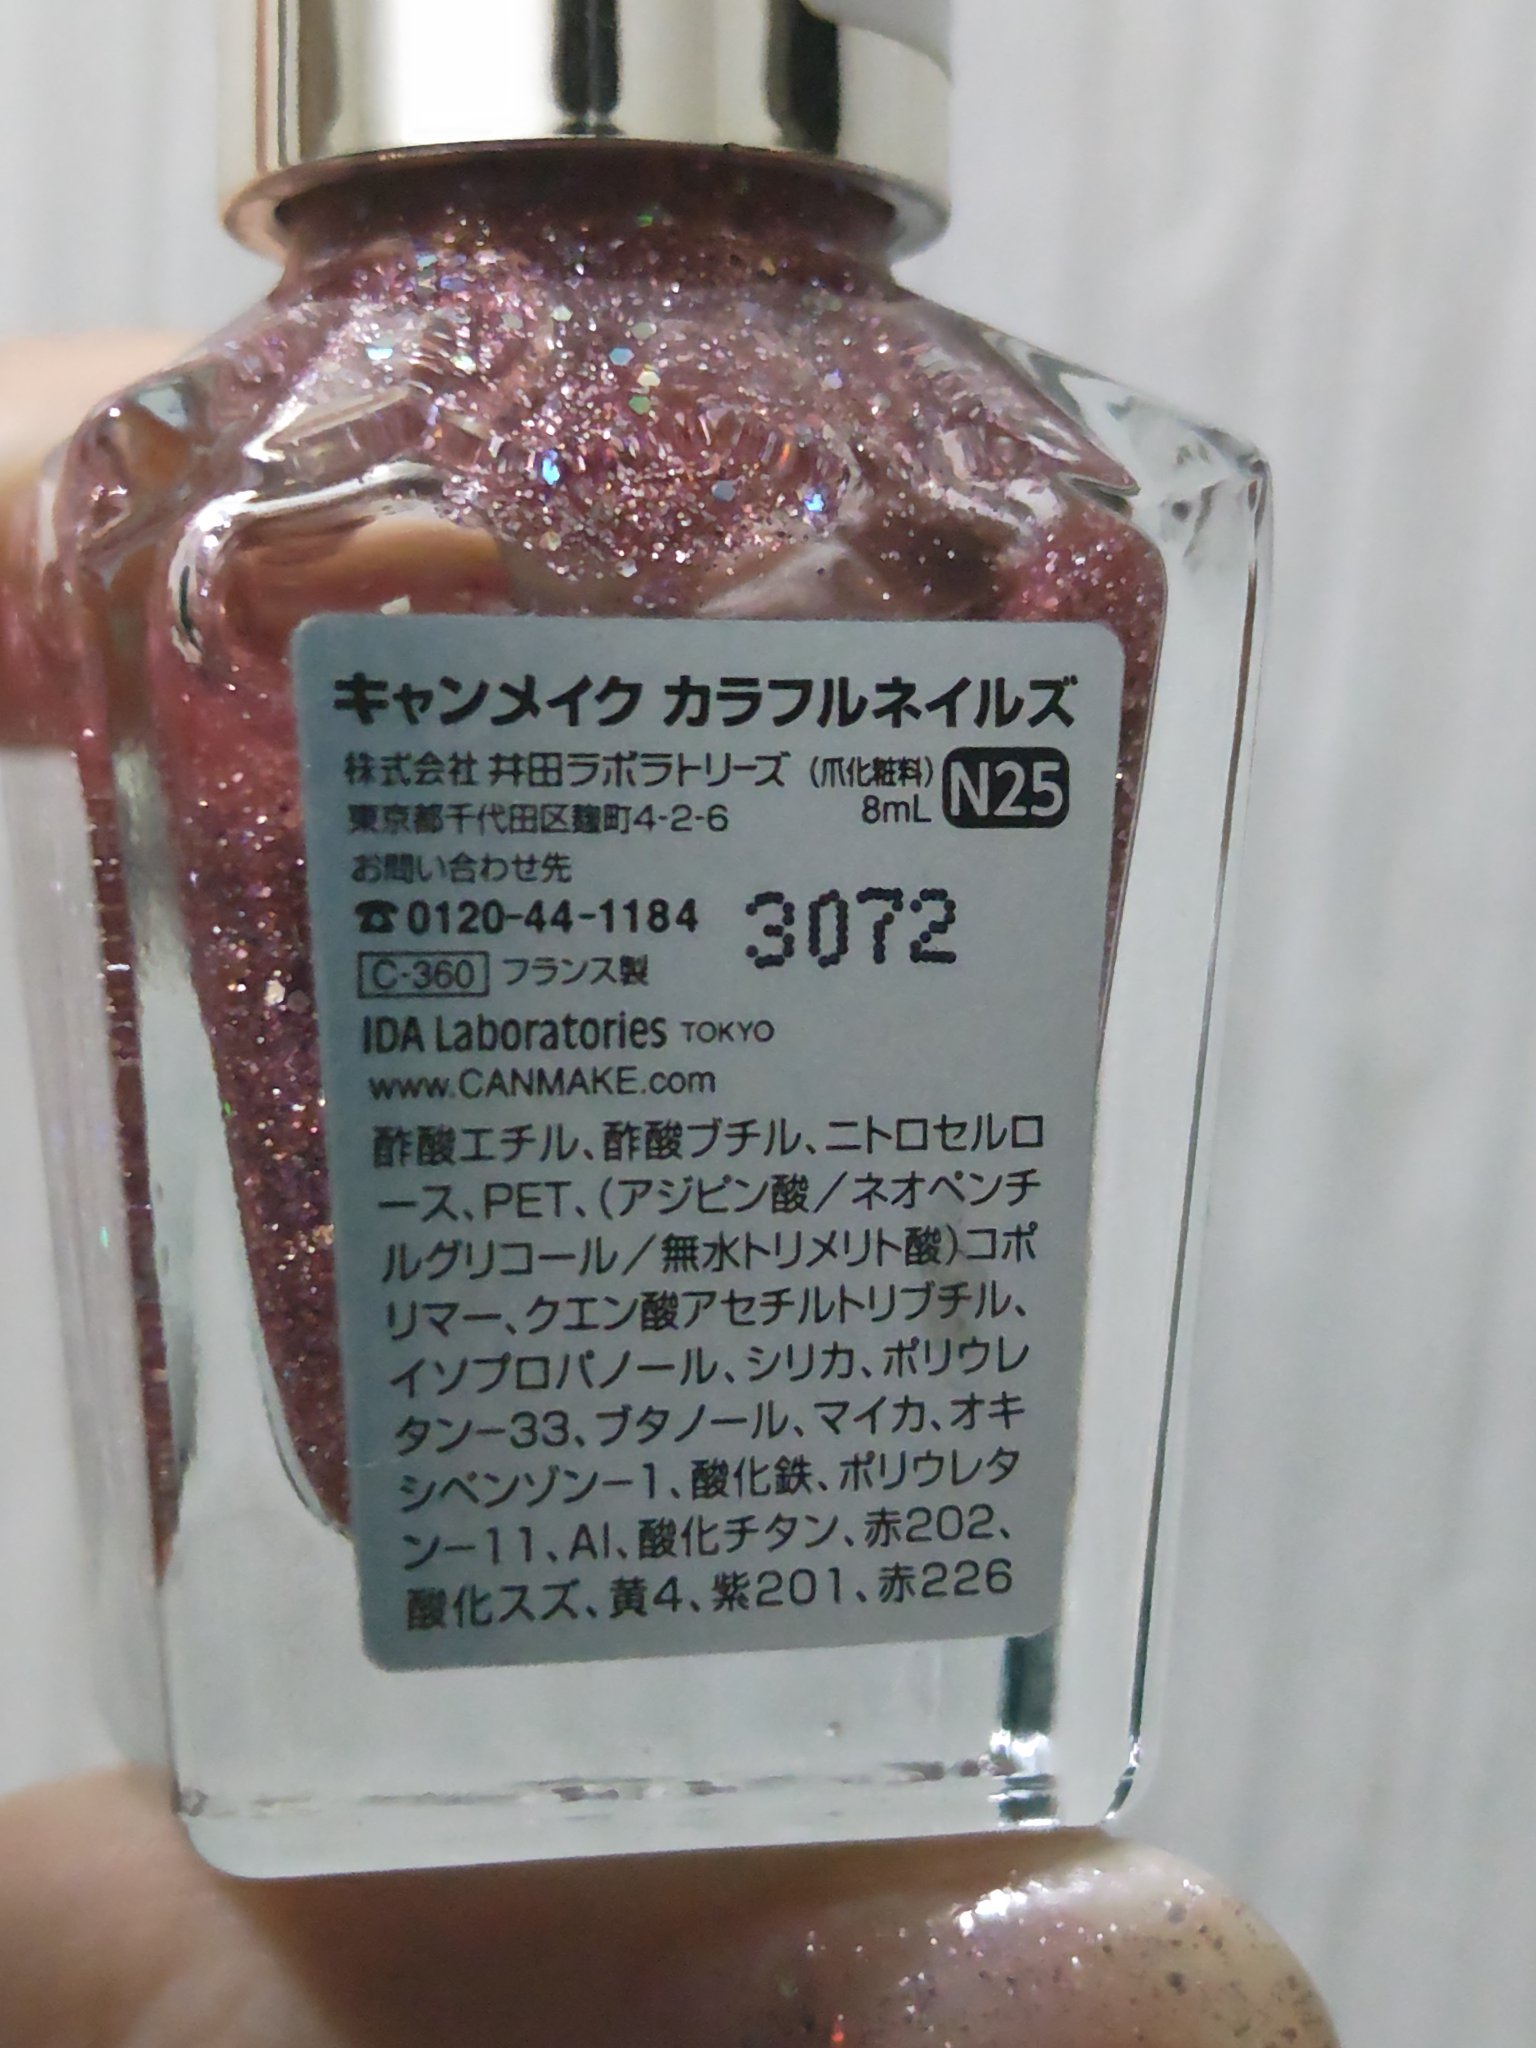 キャンメイク カラフルネイルズ
株式会社 井田ラボラトリーズ (爪化粧料) N25
東京都千代田区麹町4-2-6 8mL
お問い合わせ先
☎0120-44-1184 3072
C-360 フランス製
IDA Laboratories TOKYO
www.CANMAKE.com
酢酸エチル、酢酸ブチル、ニトロセルロ
ース、PET、(アジピン酸/ネオペンチ
ルグリコール/無水トリメリト酸)コポ
リマー、クエン酸アセチルトリブチル、
イソプロパノール、シリカ、ポリウレ
タンー33、ブタノール、マイカ、オキ
シベンゾンー1、酸化鉄、ポリウレタ
ンー11、Al、酸化チタン、赤202、
酸化スズ、黄4、紫201、赤226